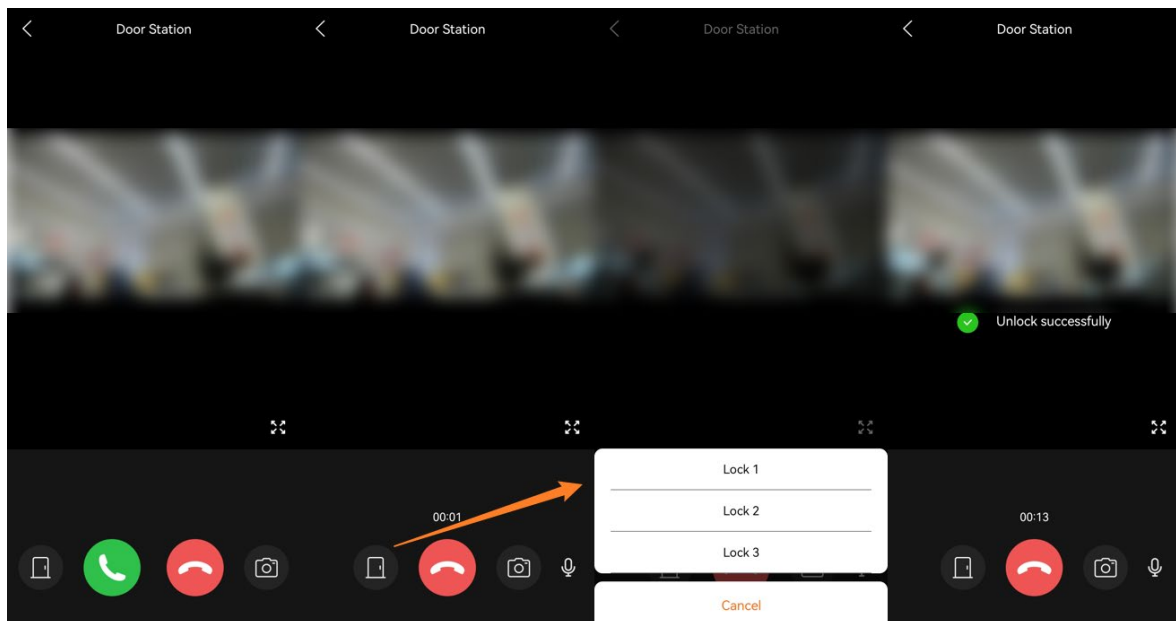 Door Station
Door Station
00:01
Door Station
Lock 1
Lock 2
Lock 3
Cancel
Door Station
Unlock successfully
00:13